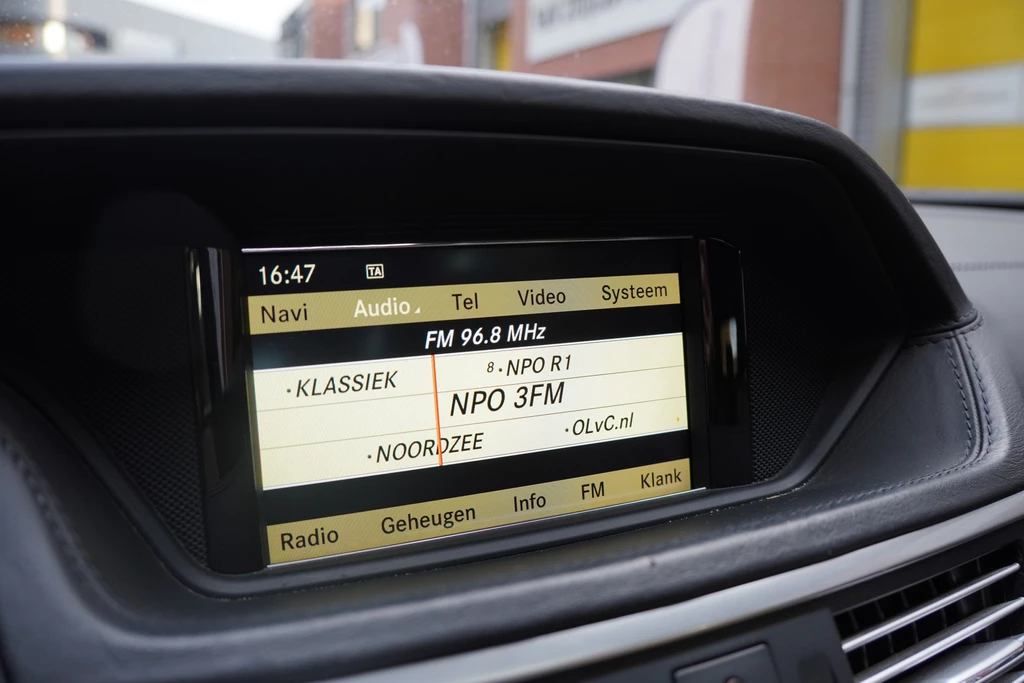 16:47 TA
Navi Audio Tel Video Systeem
FM 96.8 MHz
KLASSIEK 8 · NPO R1
NPO 3FM
· NOORDZEE · OLvC.nl
Radio Geheugen Info FM Klank